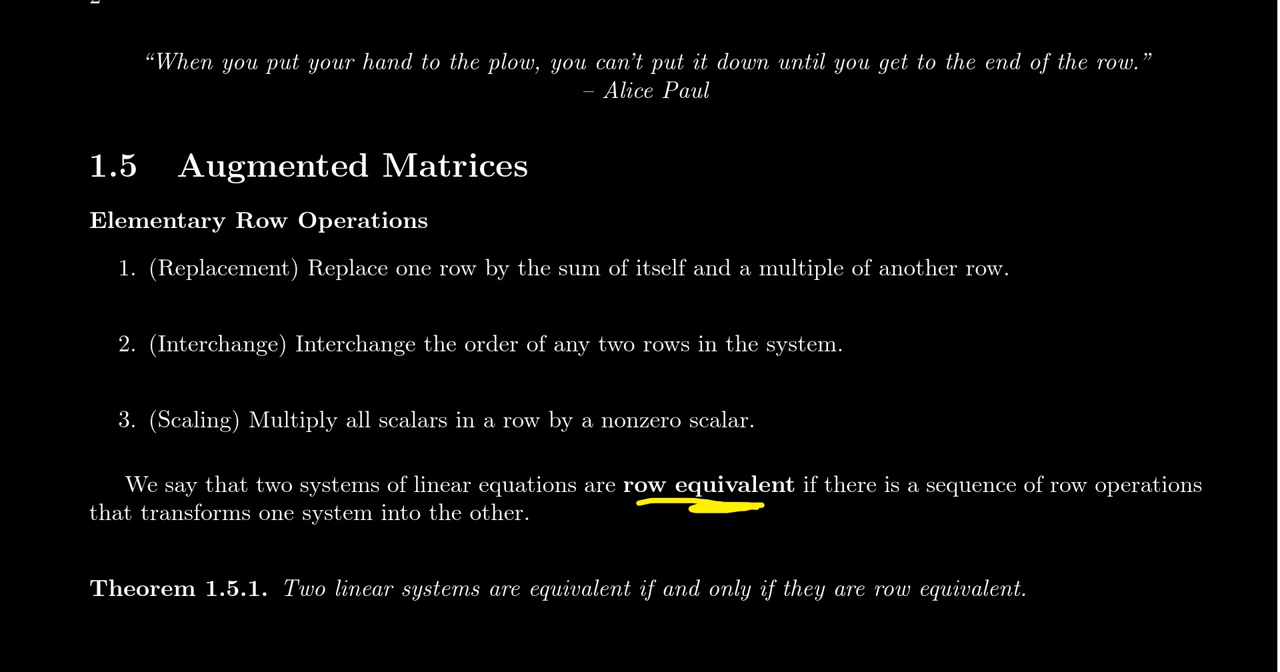 “When you put your hand to the plow, you can’t put it down until you get to the end of the row.”
– Alice Paul
1.5 Augmented Matrices
Elementary Row Operations
1. (Replacement) Replace one row by the sum of itself and a multiple of another row.
2. (Interchange) Interchange the order of any two rows in the system.
3. (Scaling) Multiply all scalars in a row by a nonzero scalar.
We say that two systems of linear equations are row equivalent if there is a sequence of row operations
that transforms one system into the other.
Theorem 1.5.1. Two linear systems are equivalent if and only if they are row equivalent.